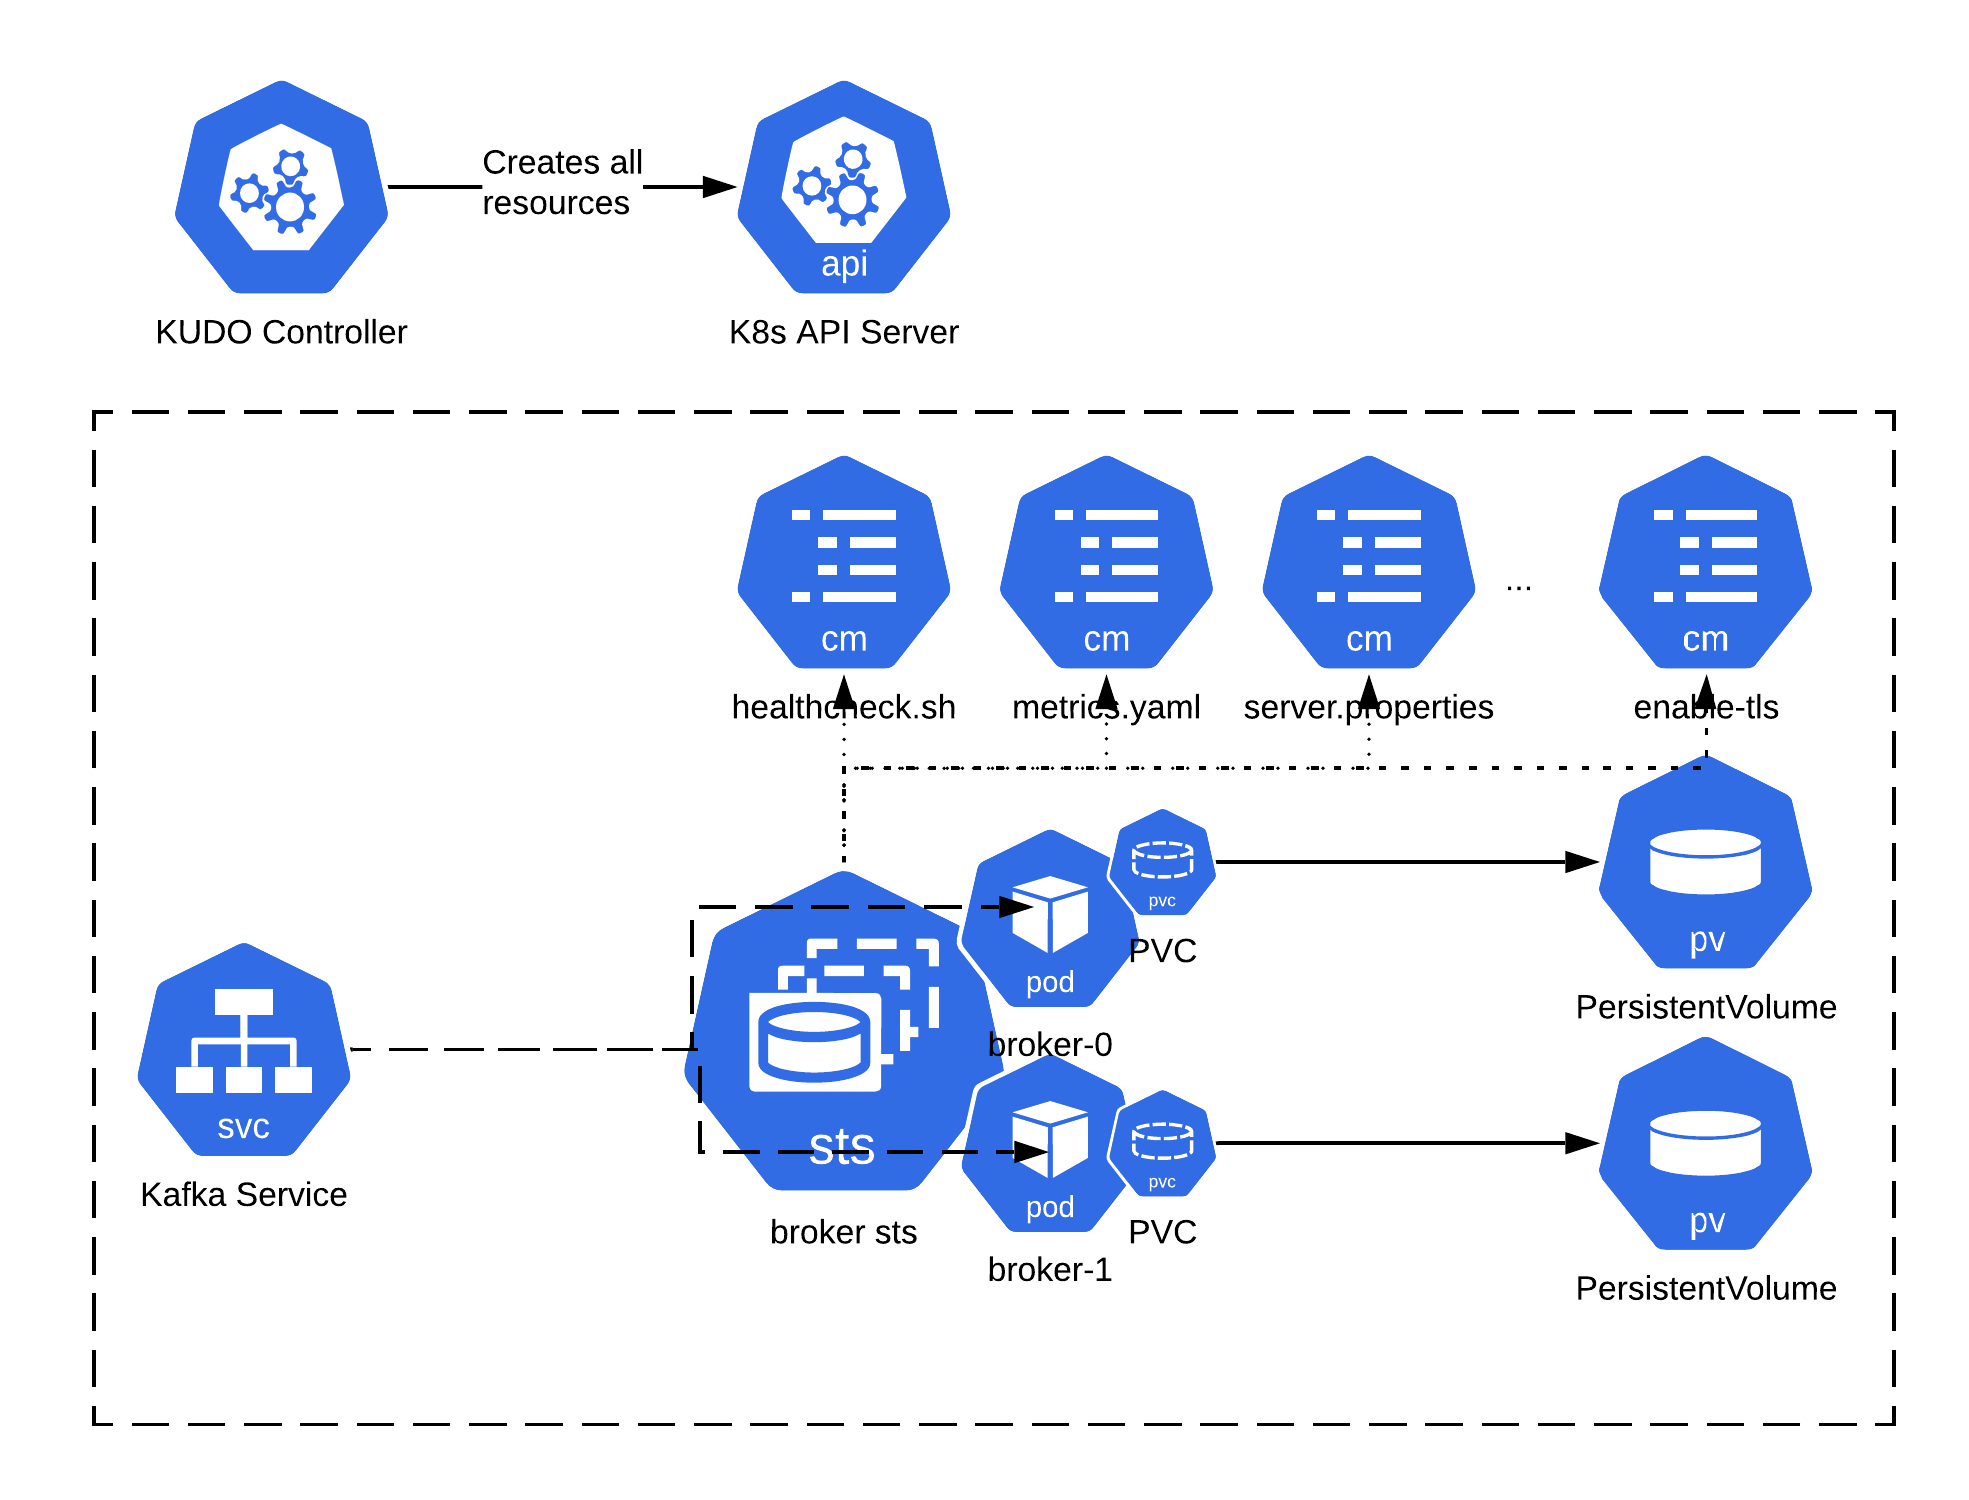 Creates all
resources
api
KUDO Controller
K8s API Server
cm
cm
cm
...
cm
healthcheck.sh
metrics.yaml
server.properties
enable-tls
pvc
PVC
pod
broker-0
pv
PersistentVolume
svc
Kafka Service
sts
broker sts
pvc
PVC
pod
broker-1
pv
PersistentVolume